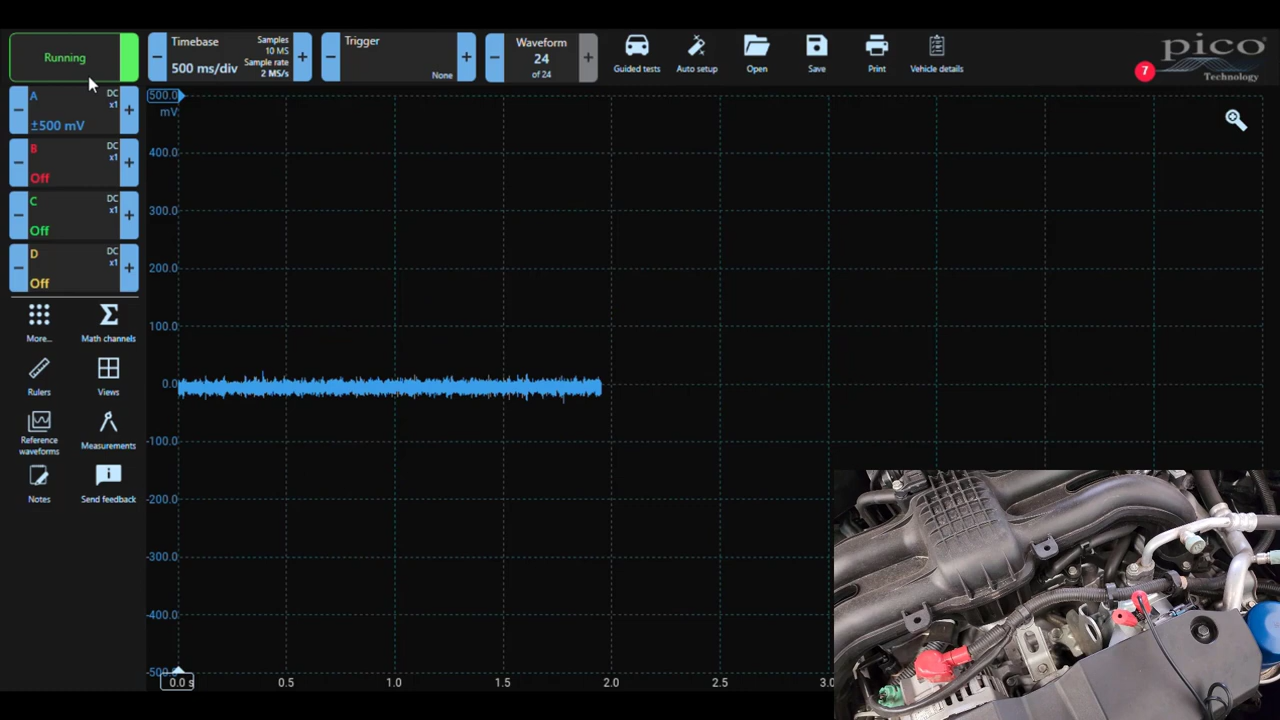 Running
Timebase
500 ms/div
Samples
10 MS
Sample rate
2 MS/s
Trigger
None
Waveform
24
of 24
Guided tests
Auto setup
Open
Save
Print
Vehicle details
7
pico
Technology
A
DC
x1
±500 mV
B
DC
x1
Off
C
DC
x1
Off
D
DC
x1
Off
More...
Math channels
Rulers
Views
Reference
waveforms
Measurements
Notes
Send feedback
500.0
mV
400.0
300.0
200.0
100.0
0.0
-100.0
-200.0
-300.0
-400.0
0.0 s
0.5
1.0
1.5
2.0
2.5